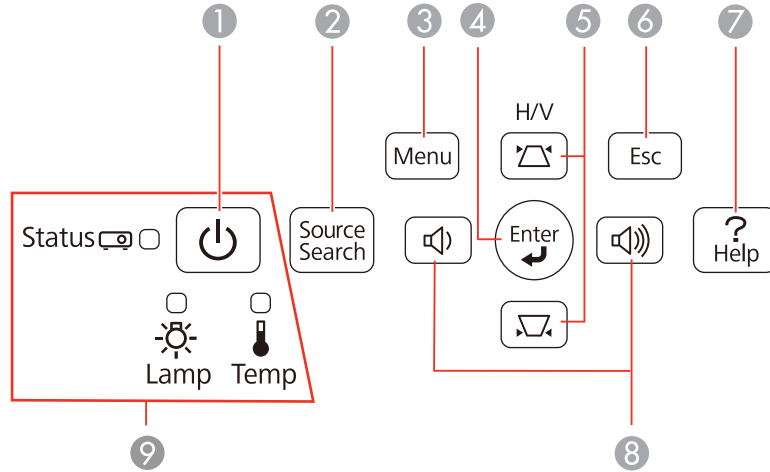 1 2 3 4 5 6 7
H/V
Menu
Esc
Status
Source
Search
Enter
?
Help
Lamp Temp
9 8